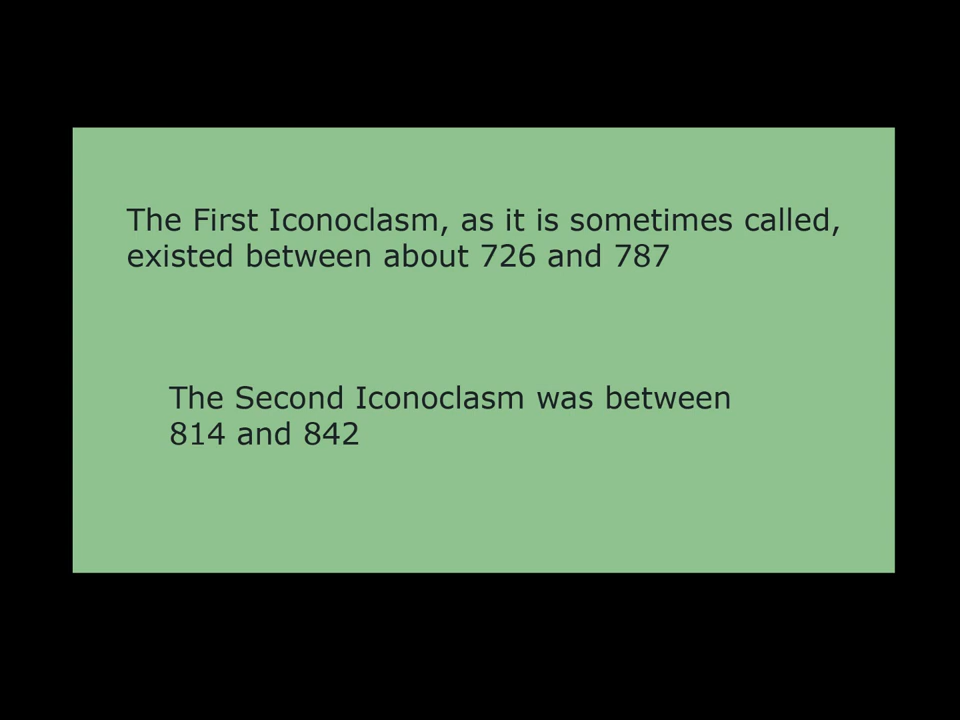 The First Iconoclasm, as it is sometimes called,
existed between about 726 and 787
The Second Iconoclasm was between
814 and 842